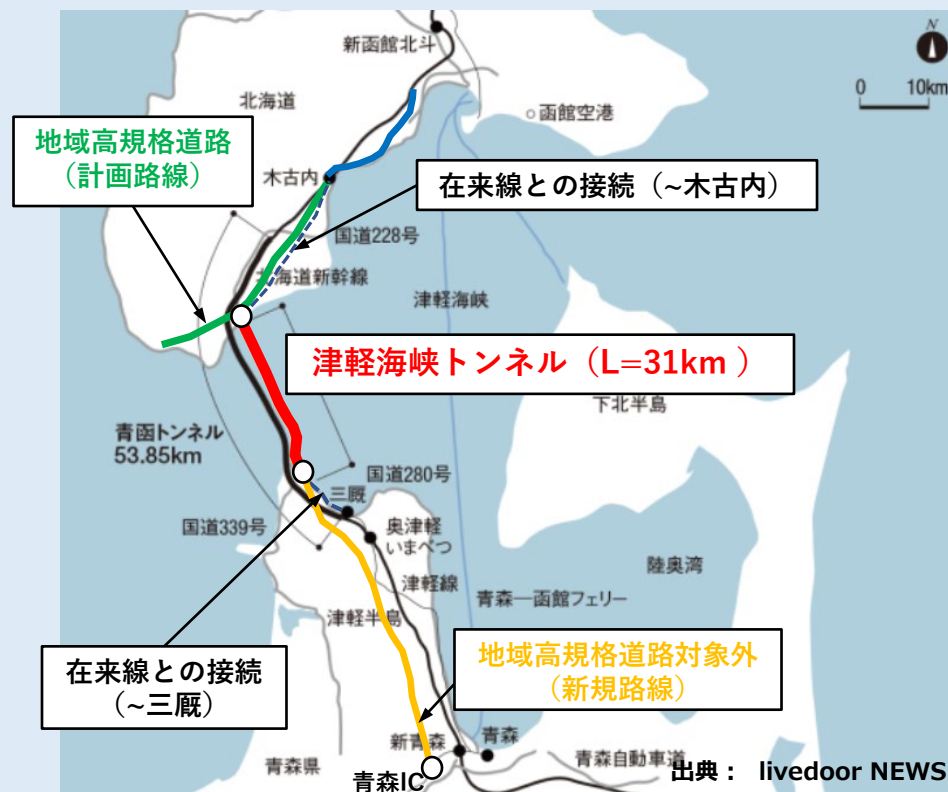 新函館北斗
N
0 10km
北海道
函館空港
地域高規格道路
（計画路線）
木古内
在来線との接続（~木古内）
国道228号
北海道新幹線
津軽海峡
津軽海峡トンネル（L=31km ）
下北半島
青函トンネル
53.85km
国道280号
三厩
国道339号
奥津軽
いまべつ
陸奥湾
津軽線
青森―函館フェリー
津軽半島
在来線との接続
（~三厩）
地域高規格道路対象外
（新規路線）
新青森
青森
青森自動車道
青森県
青森IC
出典： livedoor NEWS